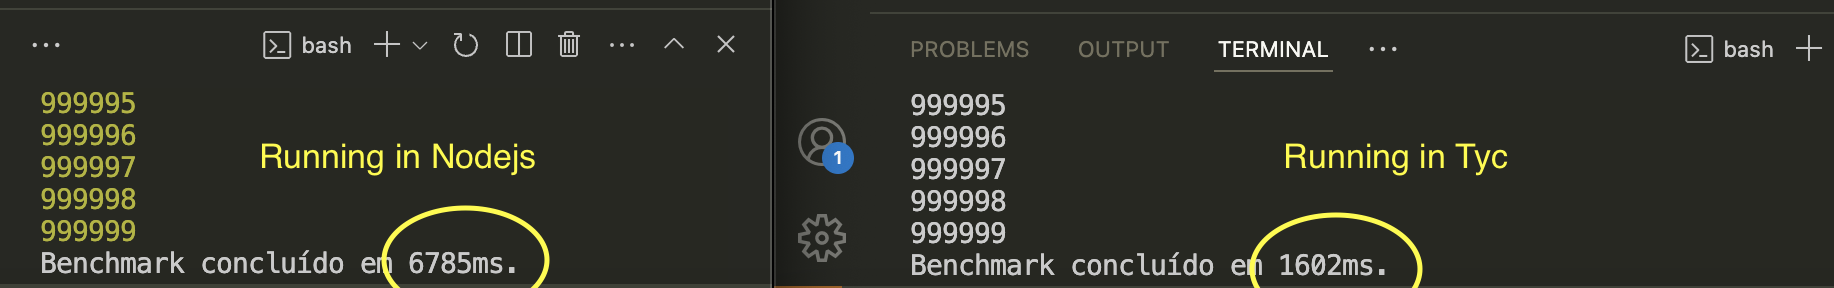 bash
999995
999996
999997
999998
999999
Running in Nodejs
Benchmark concluído em 6785ms.
PROBLEMS OUTPUT TERMINAL
bash
1
999995
999996
999997
999998
999999
Running in Tyc
Benchmark concluído em 1602ms.